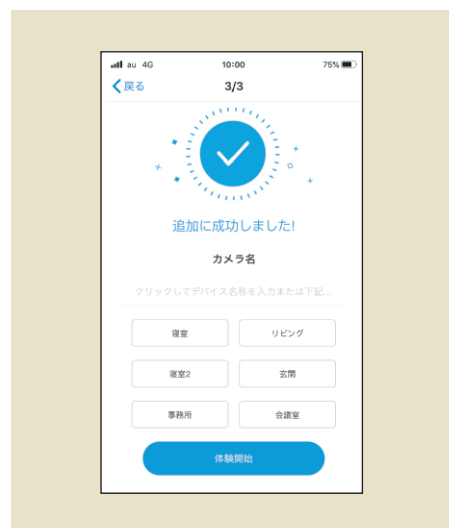 au 4G 10:00 75%
戻る 3/3
追加に成功しました!
カメラ名
クリックしてデバイス名称を入力または下記...
寝室 リビング
寝室2 玄関
事務所 会議室
体験開始